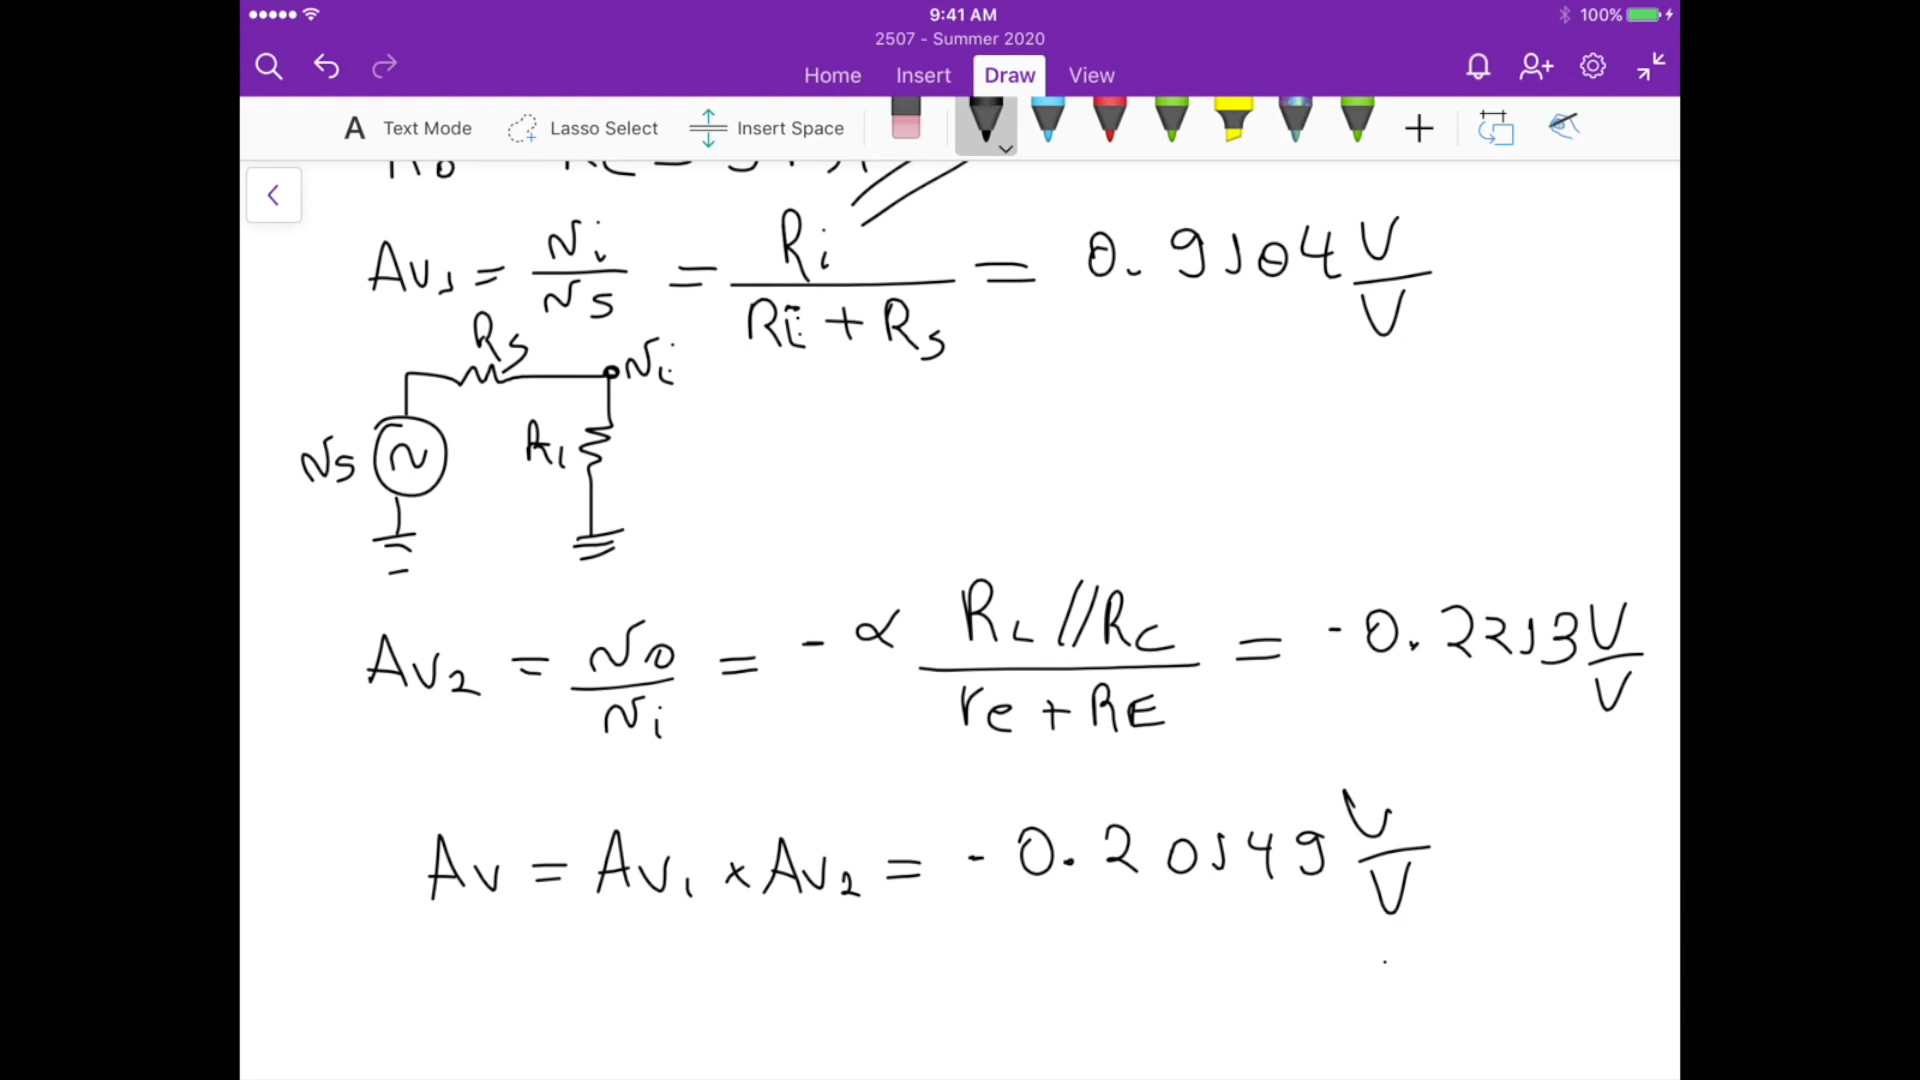 9:41 AM
100%
2507 - Summer 2020
Home Insert Draw View
Text Mode Lasso Select Insert Space
Av1 = vi/vs = Ri/(Ri + Rs) = 0.9104 V/V
Rs
vi
vs
Ri
Av2 = vo/vi = - α RL//RC/(re + RE) = -0.2213 V/V
Av = Av1 x Av2 = - 0.20149 V/V